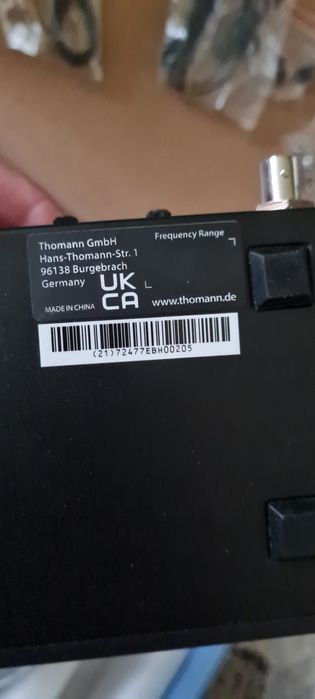 Thomann GmbH
Hans-Thomann-Str. 1
96138 Burgebrach
Germany
Frequency Range
UK
CA
MADE IN CHINA
www.thomann.de
(21)72477EBH00205